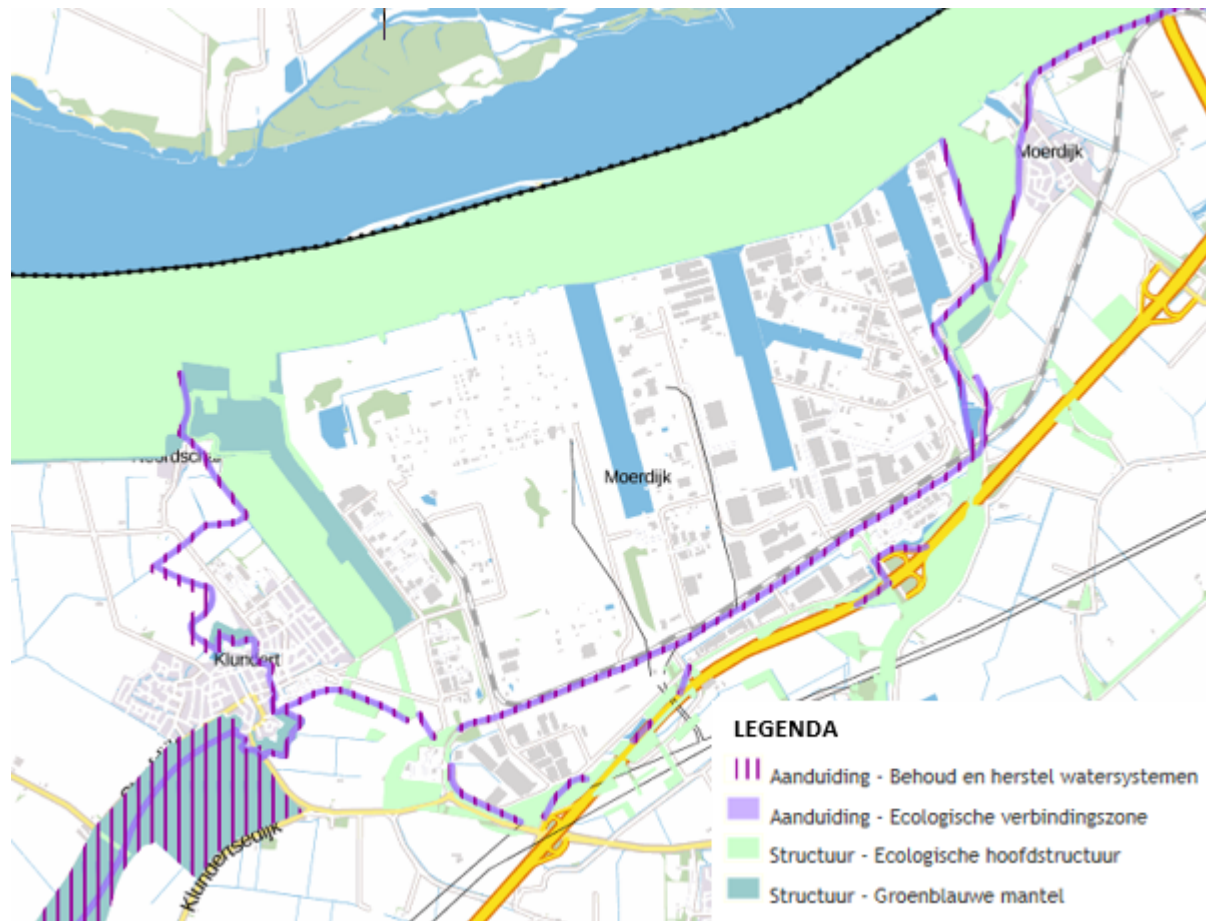 Moerdijk
Moerdijk
Klundert
Klundertsedijk
LEGENDA
Aanduiding - Behoud en herstel watersystemen
Aanduiding - Ecologische verbindingszone
Structuur - Ecologische hoofdstructuur
Structuur - Groenblauwe mantel